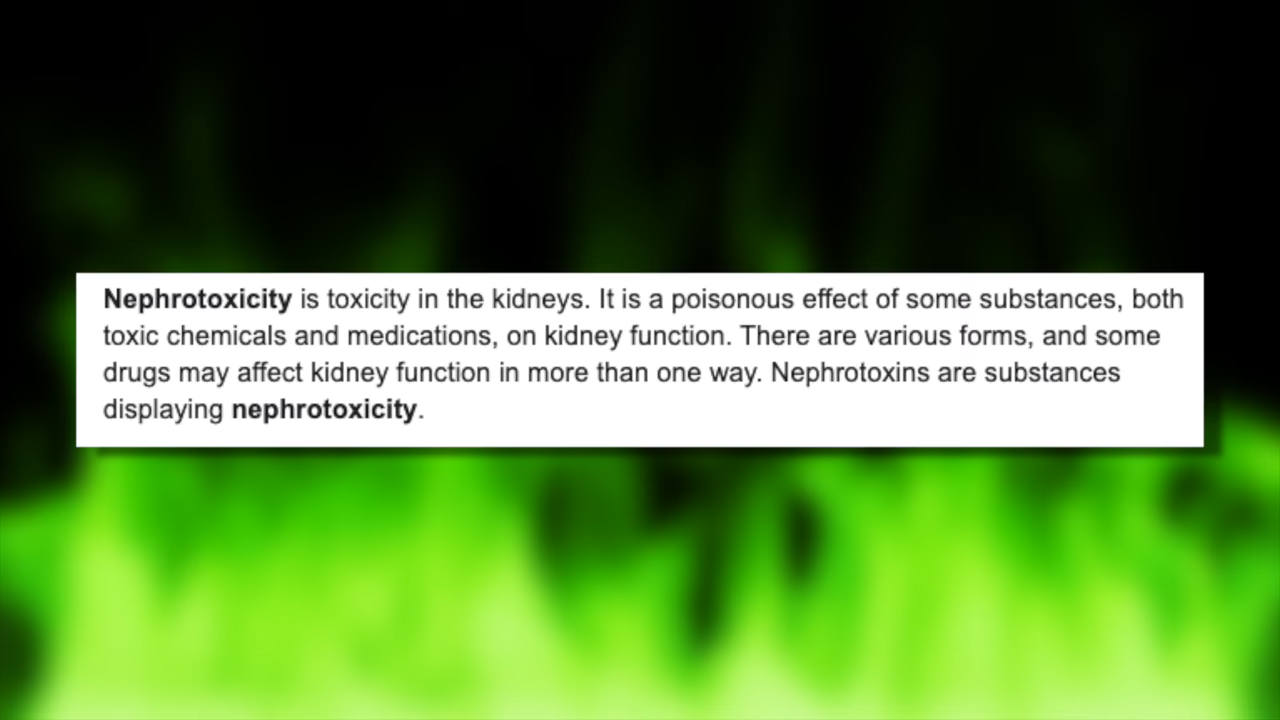 Nephrotoxicity is toxicity in the kidneys. It is a poisonous effect of some substances, both
toxic chemicals and medications, on kidney function. There are various forms, and some
drugs may affect kidney function in more than one way. Nephrotoxins are substances
displaying nephrotoxicity.